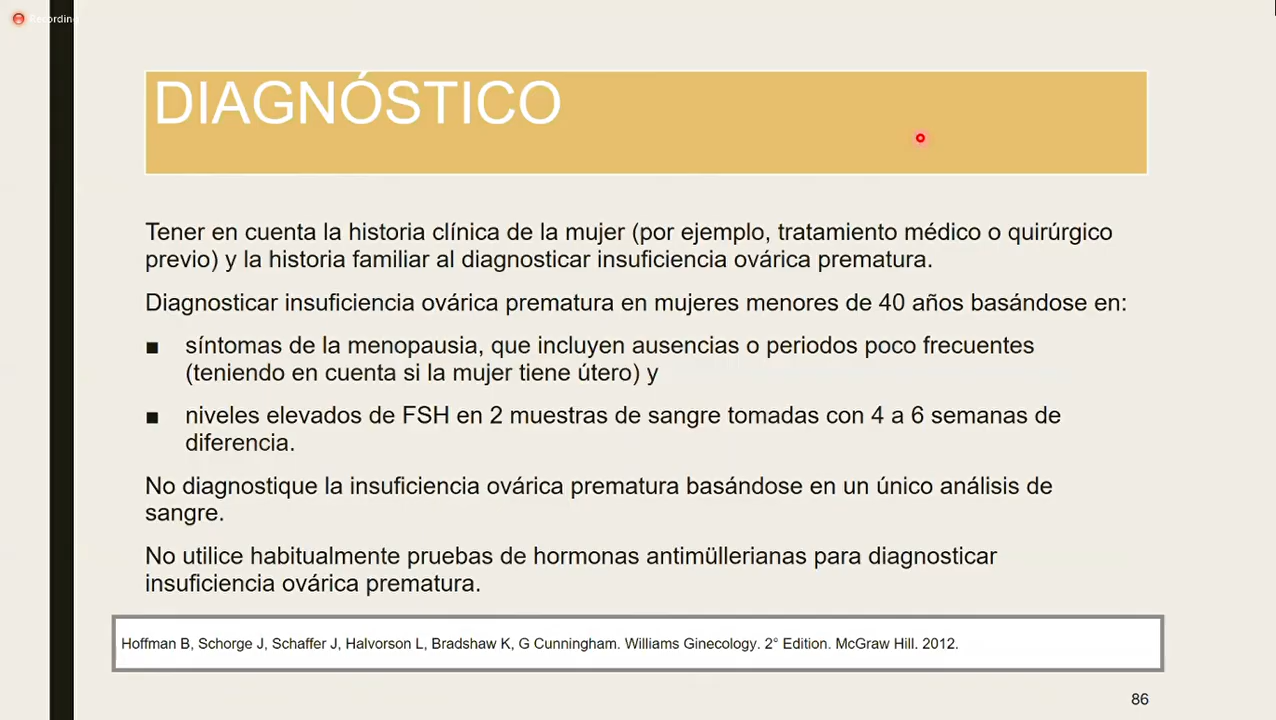 Recording
DIAGNÓSTICO
Tener en cuenta la historia clínica de la mujer (por ejemplo, tratamiento médico o quirúrgico
previo) y la historia familiar al diagnosticar insuficiencia ovárica prematura.
Diagnosticar insuficiencia ovárica prematura en mujeres menores de 40 años basándose en:
■ síntomas de la menopausia, que incluyen ausencias o periodos poco frecuentes
(teniendo en cuenta si la mujer tiene útero) y
■ niveles elevados de FSH en 2 muestras de sangre tomadas con 4 a 6 semanas de
diferencia.
No diagnostique la insuficiencia ovárica prematura basándose en un único análisis de
sangre.
No utilice habitualmente pruebas de hormonas antimüllerianas para diagnosticar
insuficiencia ovárica prematura.
Hoffman B, Schorge J, Schaffer J, Halvorson L, Bradshaw K, G Cunningham. Williams Ginecology. 2° Edition. McGraw Hill. 2012.
86